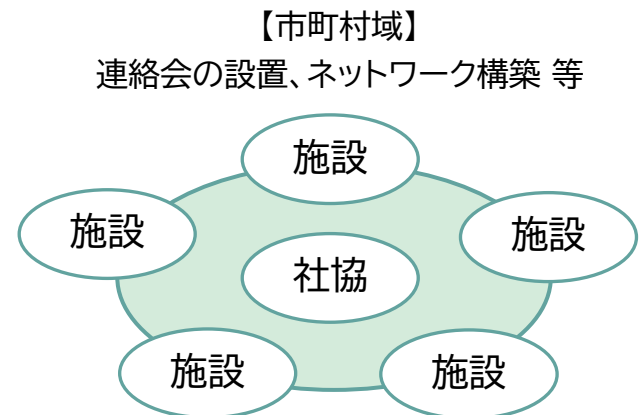 【市町村域】
連絡会の設置、ネットワーク構築 等
施設
施設
施設
社協
施設
施設